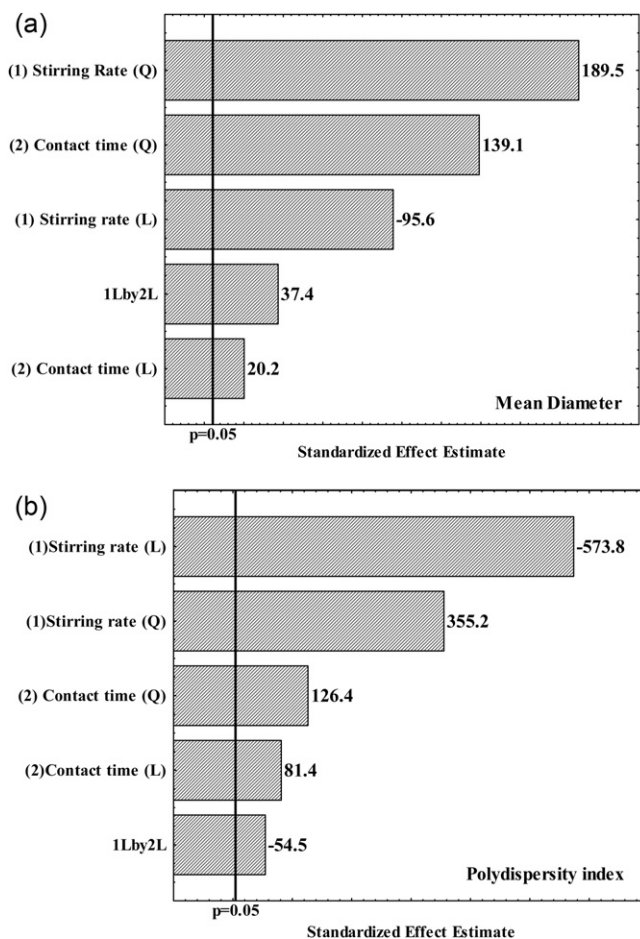 (a)
(1) Stirring Rate (Q)
189.5
(2) Contact time (Q)
139.1
(1) Stirring rate (L)
-95.6
1Lby2L
37.4
(2) Contact time (L)
20.2
Mean Diameter
p=0.05
Standardized Effect Estimate
(b)
(1)Stirring rate (L)
-573.8
(1)Stirring rate (Q)
355.2
(2) Contact time (Q)
126.4
(2)Contact time (L)
81.4
1Lby2L
-54.5
Polydispersity index
p=0.05
Standardized Effect Estimate